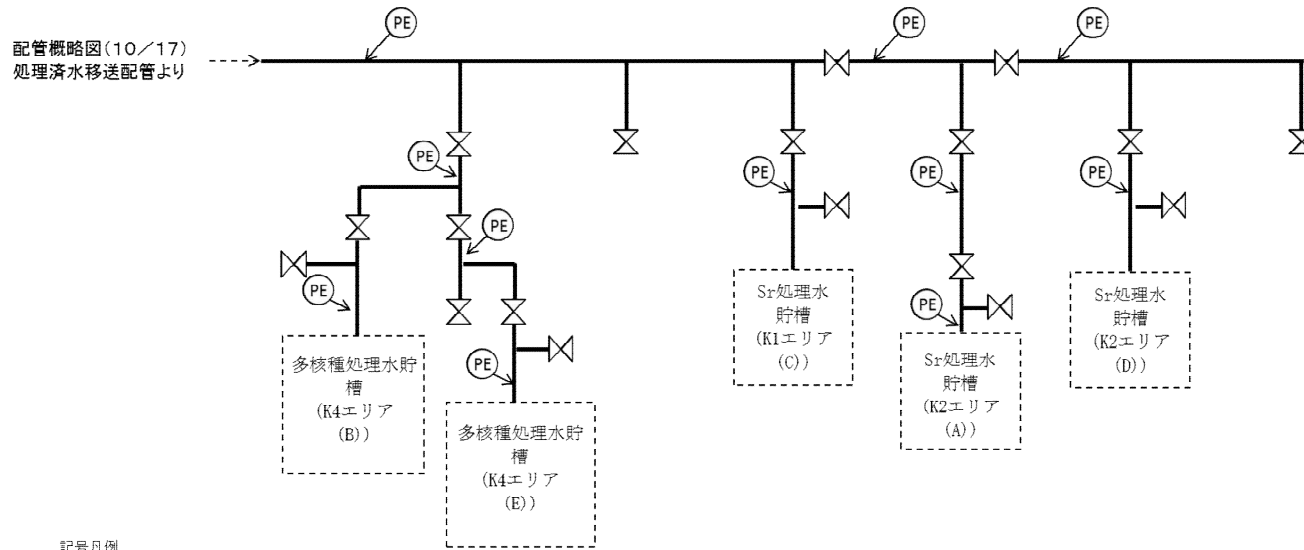 配管概略図(10/17)
処理済水移送配管より
PE
PE
PE
PE
PE
PE
PE
PE
PE
PE
PE
PE
Sr処理水
貯槽
(K1エリア
(C))
Sr処理水
貯槽
(K2エリア
(A))
Sr処理水
貯槽
(K2エリア
(D))
多核種処理水貯
槽
(K4エリア
(B))
多核種処理水貯
槽
(K4エリア
(E))
記号凡例